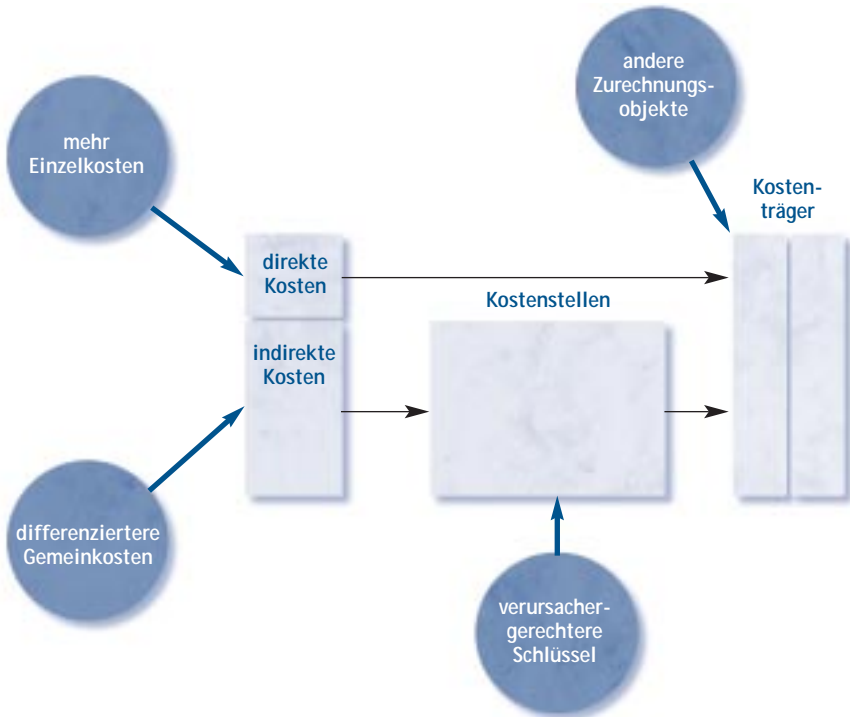 andere
Zurechnungs-
objekte
mehr
Einzelkosten
Kosten-
träger
direkte
Kosten
Kostenstellen
indirekte
Kosten
differenziertere
Gemeinkosten
verursacher-
gerechtere
Schlüssel